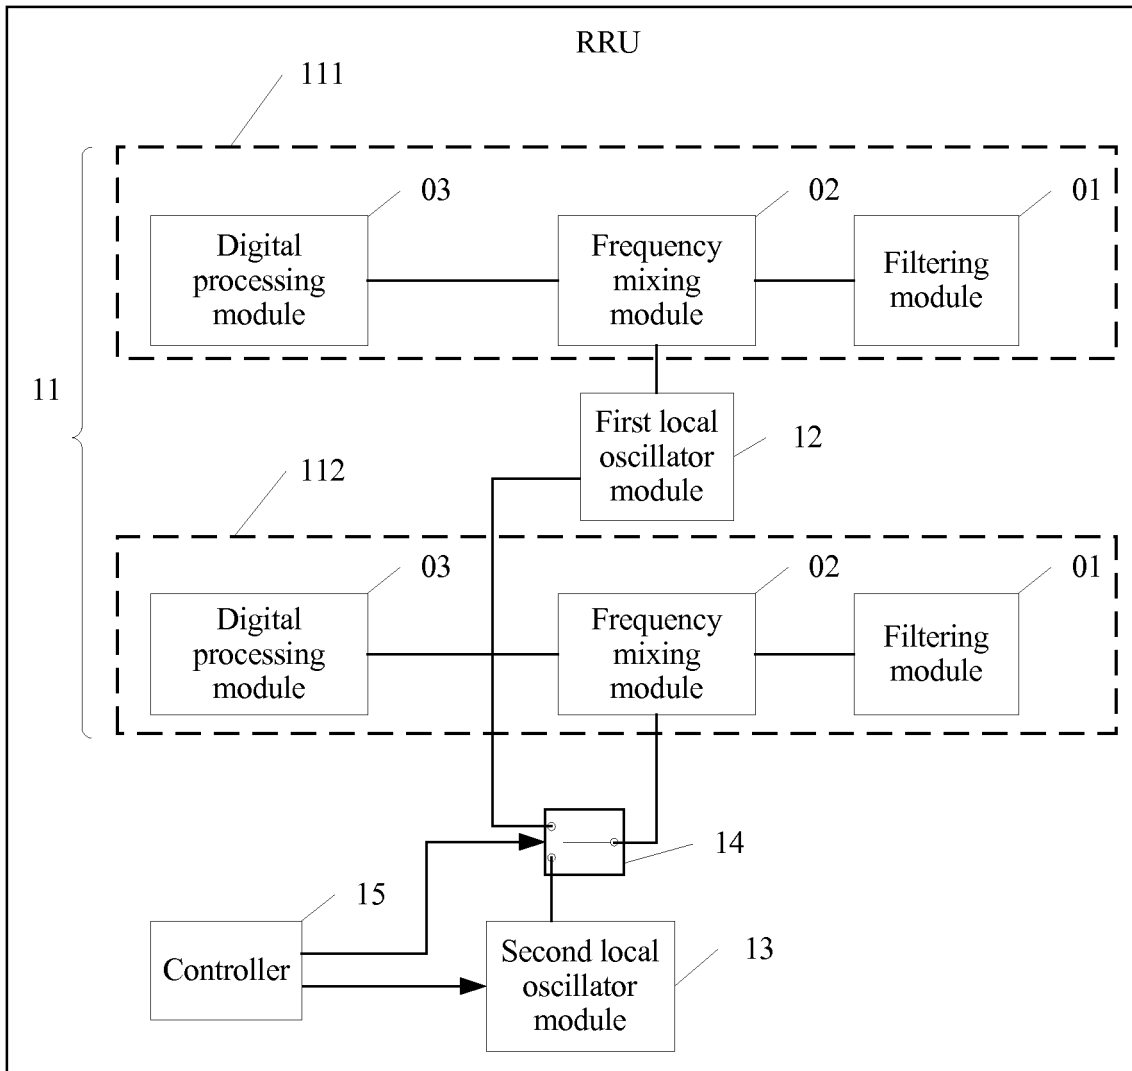 RRU
111
03
02
01
Digital
processing
module
Frequency
mixing
module
Filtering
module
11
First local
oscillator
module
12
112
03
02
01
Digital
processing
module
Frequency
mixing
module
Filtering
module
14
15
Controller
Second local
oscillator
module
13